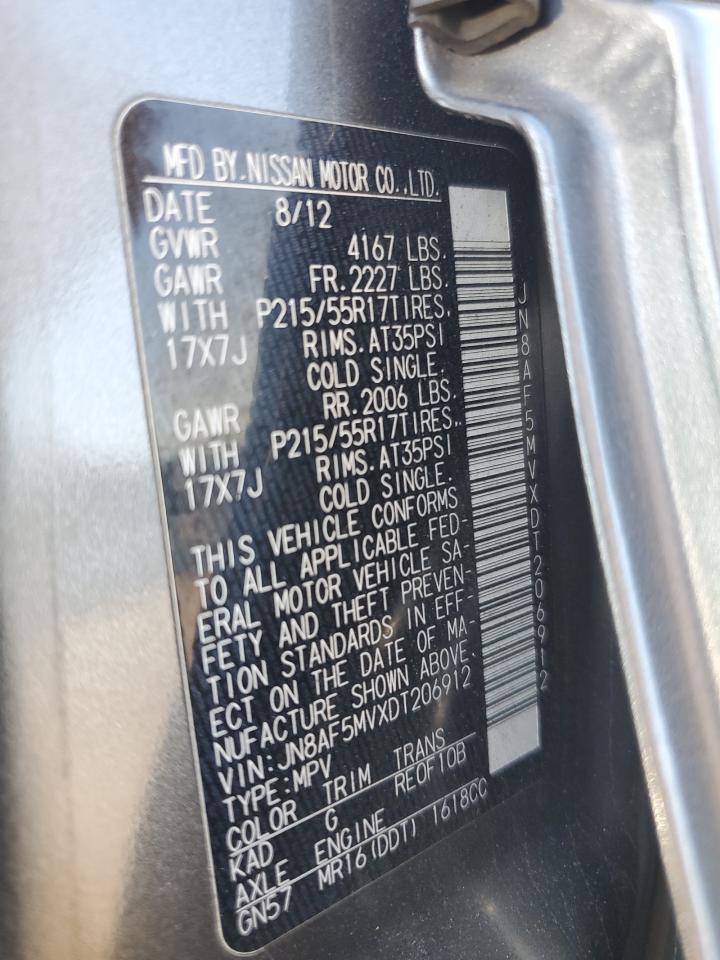 MFD BY.NISSAN MOTOR CO.,LTD.
DATE 8/12
GVWR 4167 LBS.
GAWR FR.2227 LBS.
WITH P215/55R17TIRES,
17X7J RIMS.AT35PSI
COLD SINGLE.
GAWR RR.2006 LBS.
WITH P215/55R17TIRES,
17X7J RIMS.AT35PSI
COLD SINGLE.
THIS VEHICLE CONFORMS
TO ALL APPLICABLE FED-
ERAL MOTOR VEHICLE SA-
FETY AND THEFT PREVEN-
TION STANDARDS IN EFF-
ECT ON THE DATE OF MA-
NUFACTURE SHOWN ABOVE.
VIN:JN8AF5MVXDT206912
TYPE:MPV
COLOR TRIM TRANS
KAD G RE0F10B
AXLE ENGINE
GN57 MR16(DDT) 1618CC
JN8AF5MVXDT206912